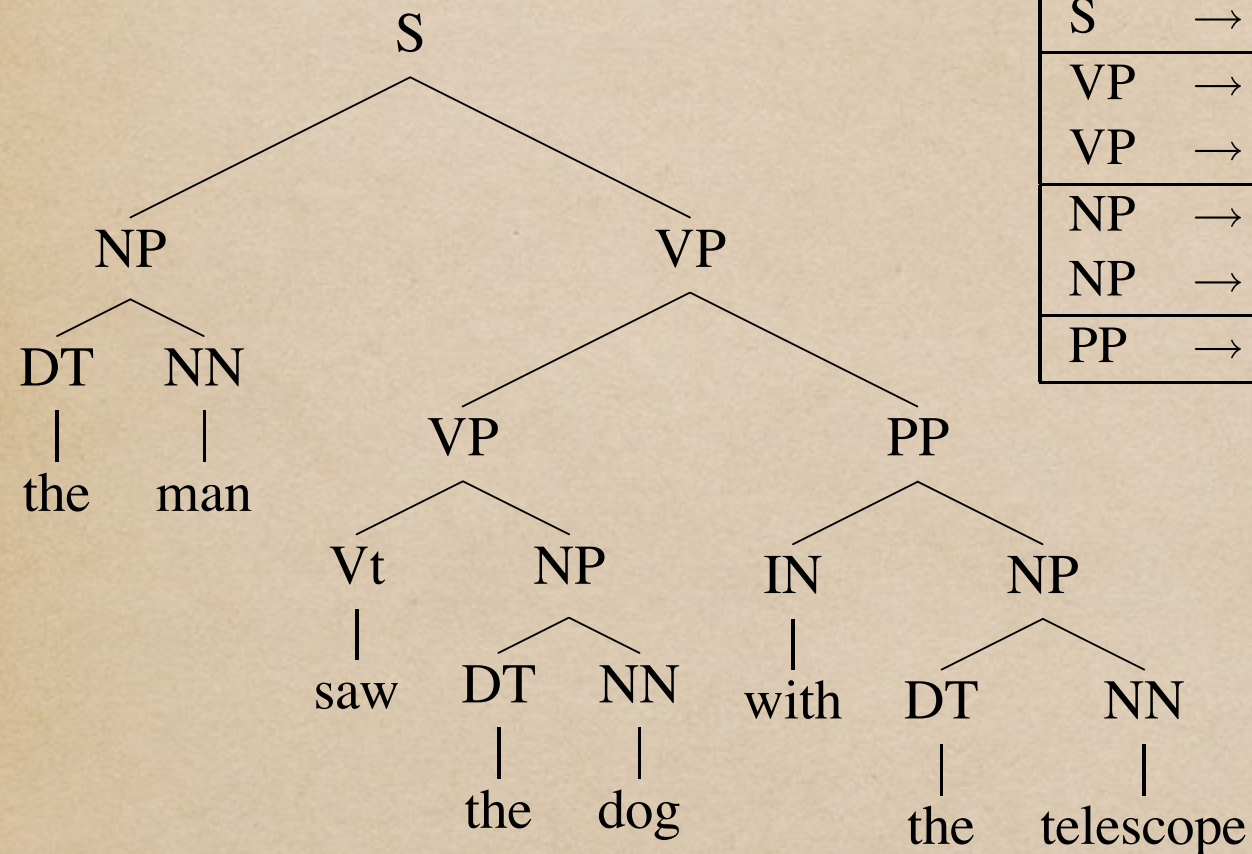 S
NP VP
DT NN
the man
VP PP
Vt NP
saw
DT NN
the dog
IN NP
with
DT NN
the telescope
S →
VP →
VP →
NP →
NP →
PP →